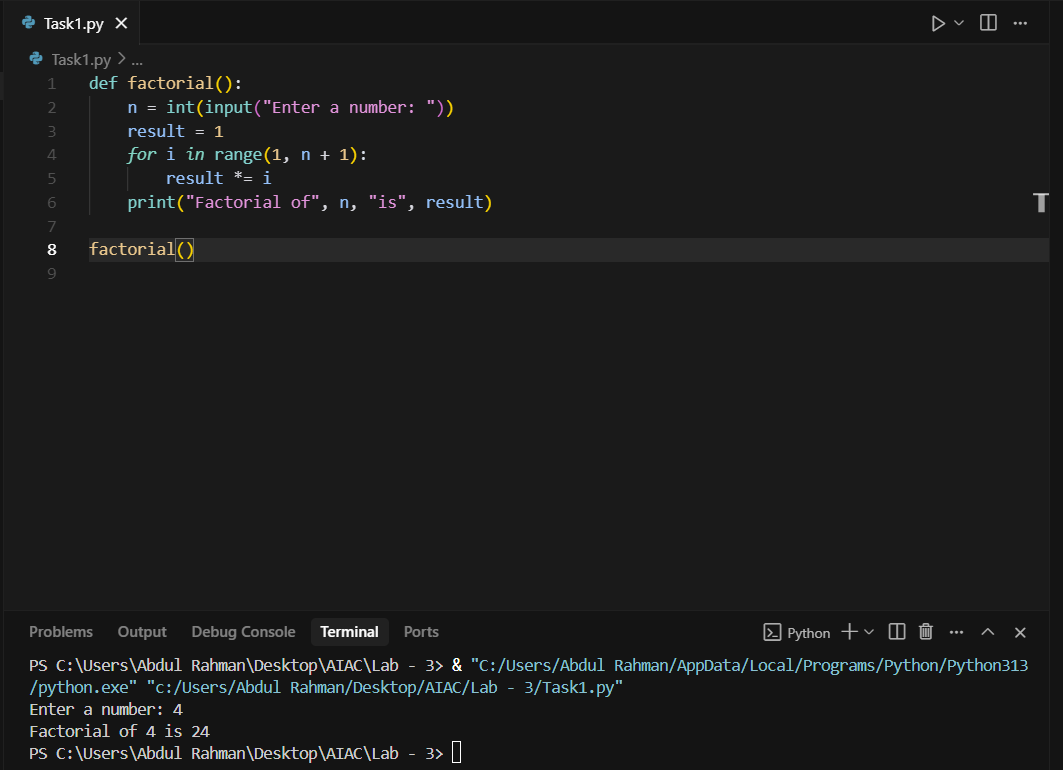 Task1.py
Task1.py > ...
1 def factorial():
2     n = int(input("Enter a number: "))
3     result = 1
4     for i in range(1, n + 1):
5         result *= i
6     print("Factorial of", n, "is", result)
7
8 factorial()
9
T
Problems Output Debug Console Terminal Ports Python
PS C:\Users\Abdul Rahman\Desktop\AIAC\Lab - 3> & "C:/Users/Abdul Rahman/AppData/Local/Programs/Python/Python313
/python.exe" "c:/Users/Abdul Rahman/Desktop/AIAC/Lab - 3/Task1.py"
Enter a number: 4
Factorial of 4 is 24
PS C:\Users\Abdul Rahman\Desktop\AIAC\Lab - 3>